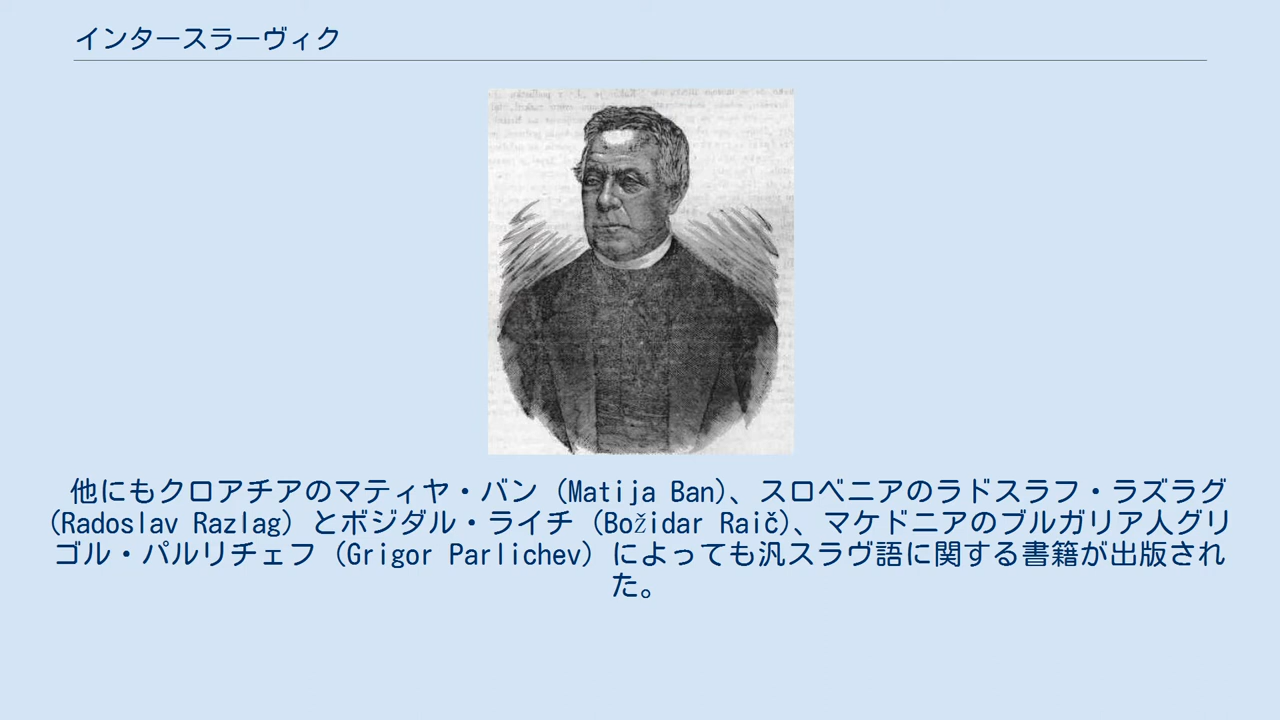 インタースラーヴィク
他にもクロアチアのマティヤ・バン (Matija Ban)、スロベニアのラドスラフ・ラズラグ
(Radoslav Razlag) とボジダル・ライチ (Božidar Raič)、マケドニアのブルガリア人グリ
ゴル・パルリチェフ (Grigor Parlichev) によっても汎スラヴ語に関する書籍が出版され
た。